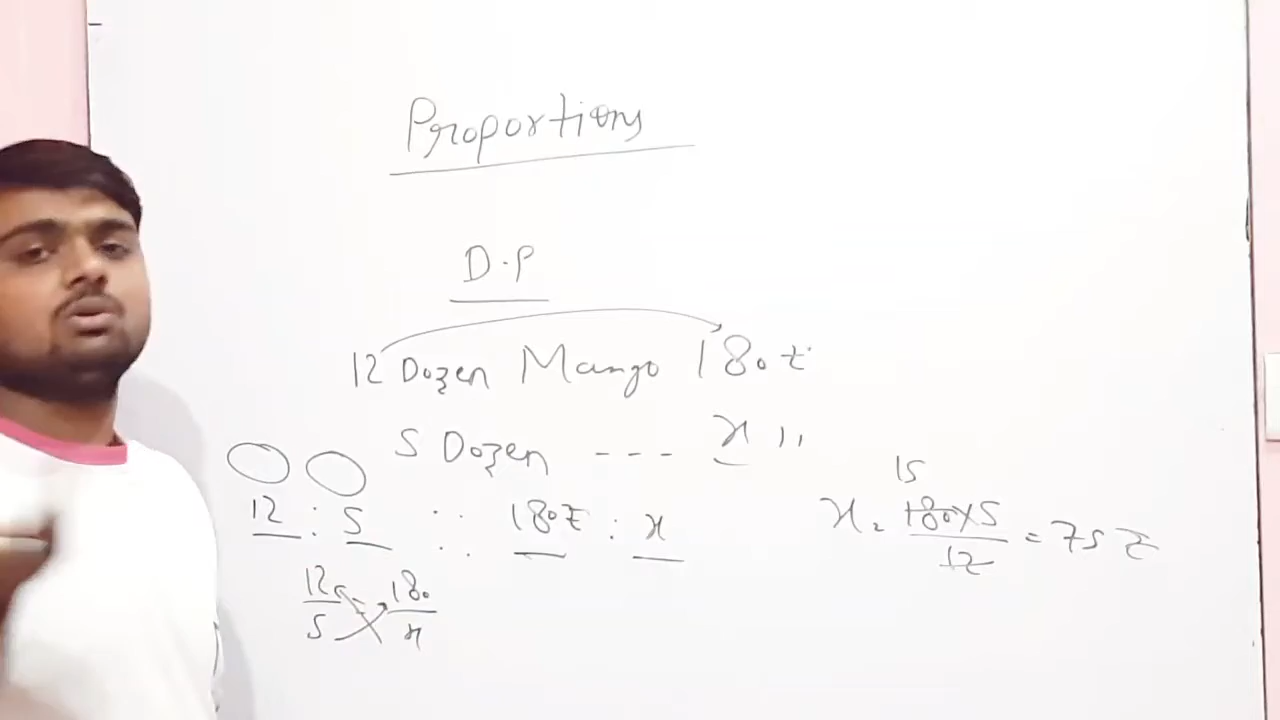 Proportions
D.P
12 Dozen Mango 180₹
5 Dozen --- x ,,
12 : 5 :: 180₹ : x
12/5 = 180/x
15
x = 180×5/12 = 75₹